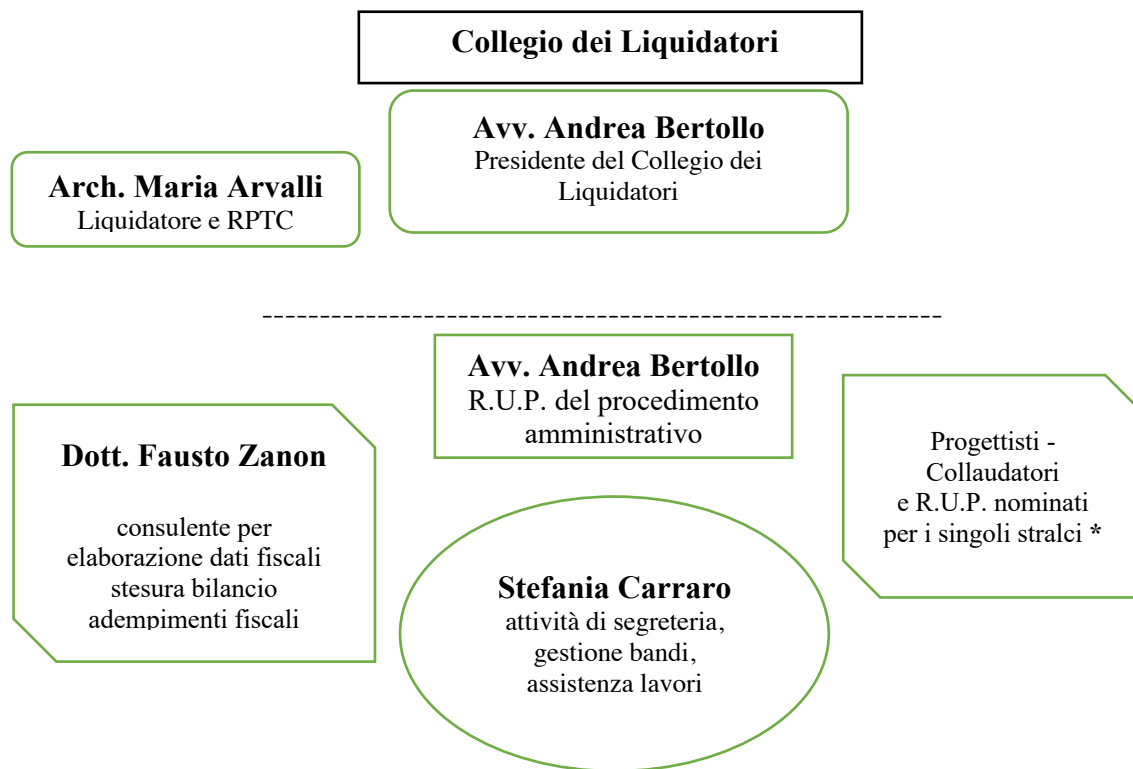 Collegio dei Liquidatori
Avv. Andrea Bertollo
Presidente del Collegio dei
Liquidatori
Arch. Maria Arvalli
Liquidatore e RPTC
Avv. Andrea Bertollo
R.U.P. del procedimento
amministrativo
Dott. Fausto Zanon
consulente per
elaborazione dati fiscali
stesura bilancio
adempimenti fiscali
Progettisti -
Collaudatori
e R.U.P. nominati
per i singoli stralci *
Stefania Carraro
attività di segreteria,
gestione bandi,
assistenza lavori